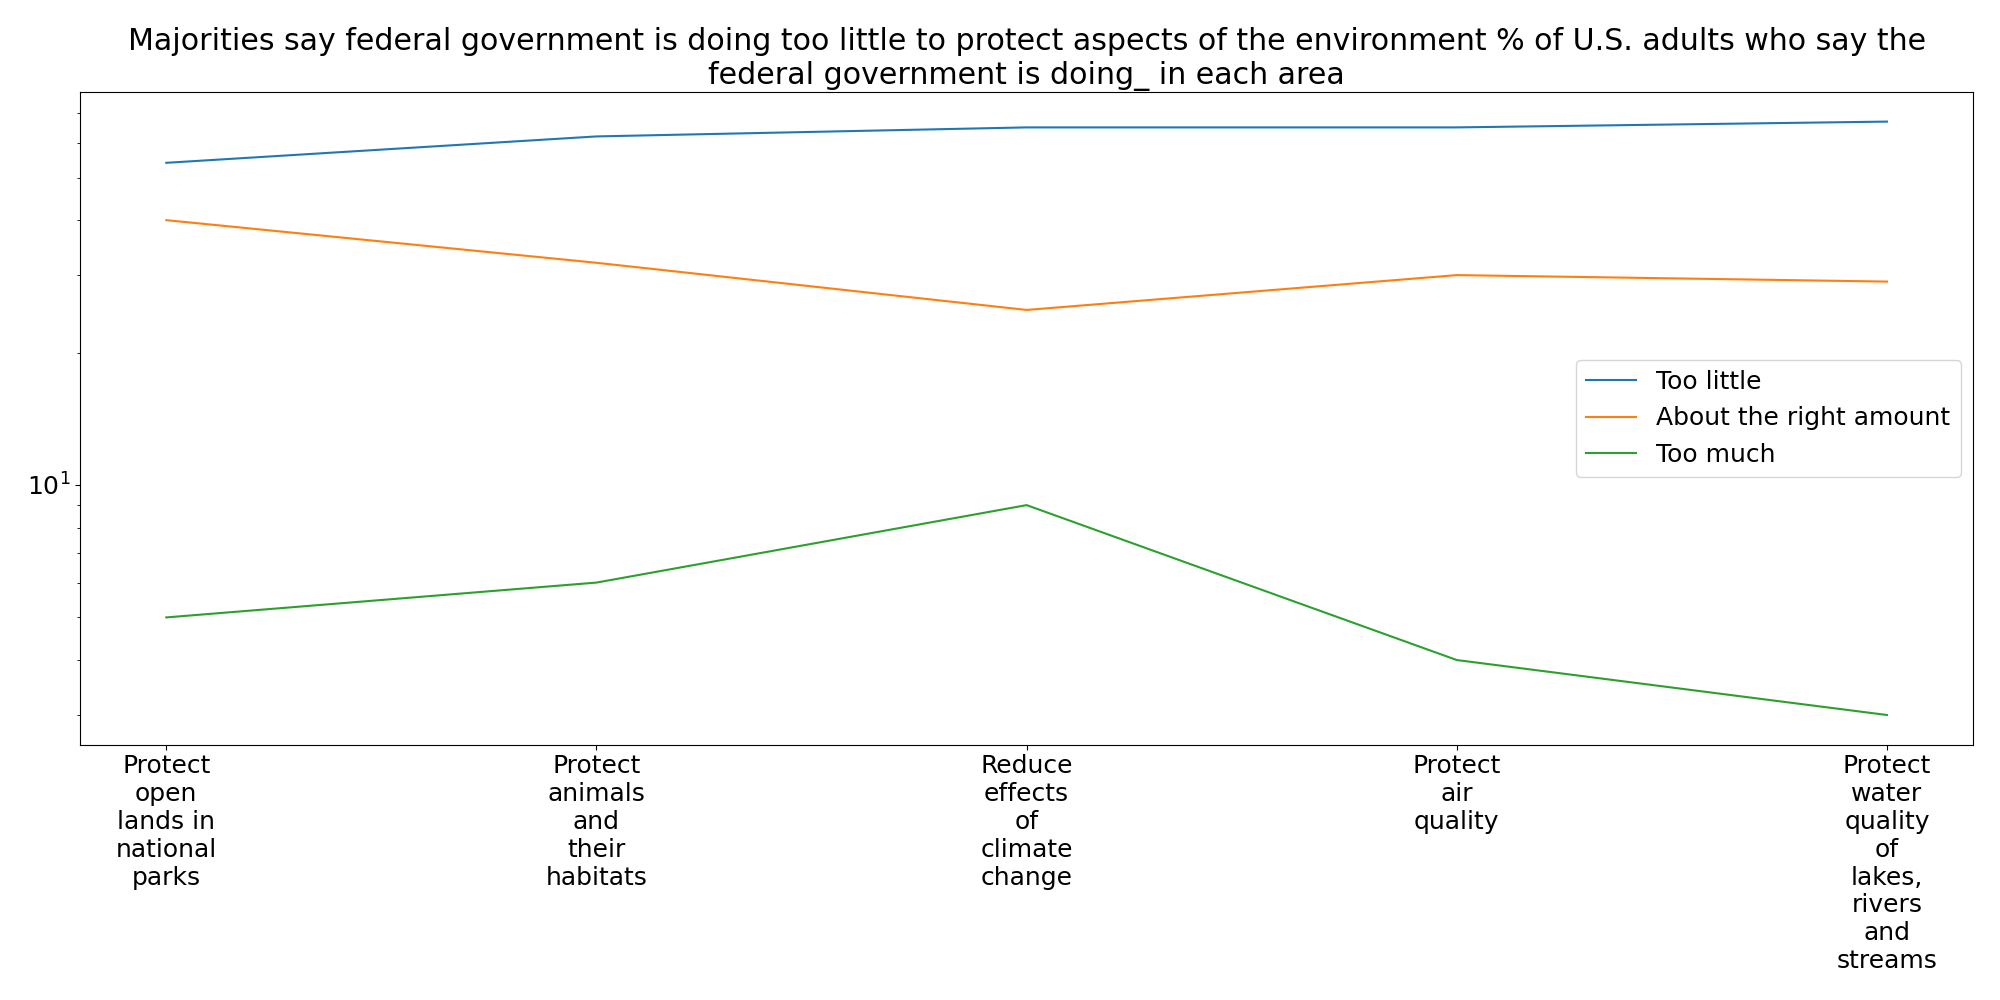 Majorities say federal government is doing too little to protect aspects of the environment % of U.S. adults who say the
federal government is doing_ in each area
Too little
About the right amount
Too much
10¹
Protect
open
lands in
national
parks
Protect
animals
and
their
habitats
Reduce
effects
of
climate
change
Protect
air
quality
Protect
water
quality
of
lakes,
rivers
and
streams